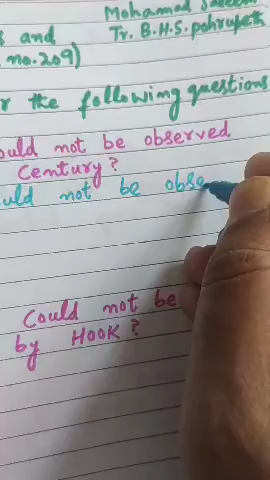 Mohamad
s and Tr. B.H.S. pohrupeth
no.209)
r the following questions
ould not be observed
Century?
uld not be obse
Could not be
by HOOK?